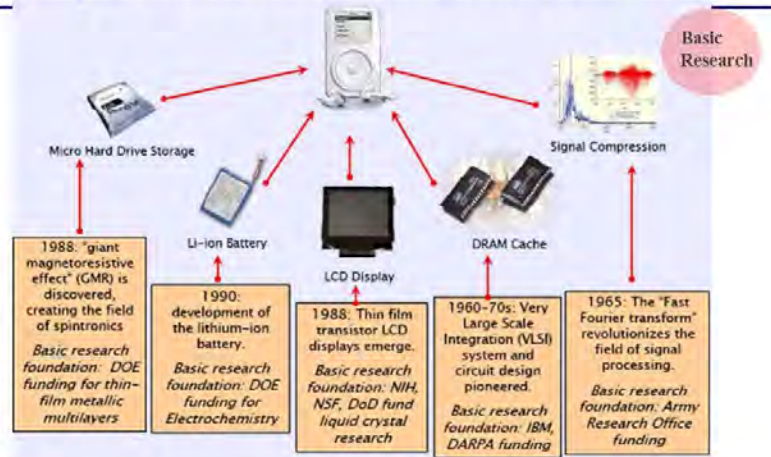 Basic
Research
Micro Hard Drive Storage
Li-ion Battery
LCD Display
DRAM Cache
Signal Compression
1988: "giant
magnetoresistive
effect" (GMR) is
discovered,
creating the field
of spintronics
Basic research
foundation: DOE
funding for thin-
film metallic
multilayers
1990:
development of
the lithium-ion
battery.
Basic research
foundation: DOE
funding for
Electrochemistry
1988: Thin film
transistor LCD
displays emerge.
Basic research
foundation: NIH,
NSF, DoD fund
liquid crystal
research
1960-70s: Very
Large Scale
Integration (VLSI)
system and
circuit design
pioneered.
Basic research
foundation: IBM,
DARPA funding
1965: The "Fast
Fourier transform"
revolutionizes the
field of signal
processing.
Basic research
foundation: Army
Research Office
funding